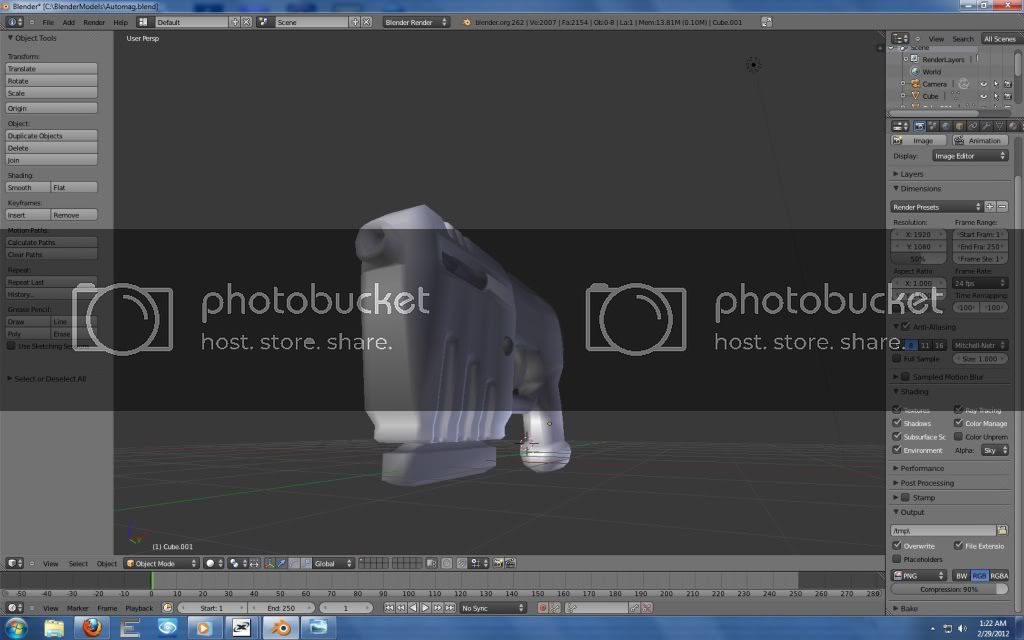 Blender* [C:\BlenderModels\Automag.blend]
File Add Render Help Default Scene Blender Render blender.org 262 | Ve:2007 | Fa:2154 | Ob:0-8 | La:1 | Mem:13.81M (0.10M) | Cube.001
Object Tools
Transform:
Translate
Rotate
Scale
Origin
Object:
Duplicate Objects
Delete
Join
Shading:
Smooth Flat
Keyframes:
Insert Remove
Motion Paths:
Calculate Paths
Clear Paths
Repeat:
Repeat Last
History...
Grease Pencil:
Draw Line
Poly Erase
Use Sketching
Select or Deselect All
User Persp
photobucket
host. store. share.
photobucket
host. store. share.
(1) Cube.001
View Search All Scenes
Scene
RenderLayers
World
Camera
Cube
Image Animation
Display: Image Editor
Layers
Dimensions
Render Presets
Resolution: Frame Range:
X: 1920 Start Fram: 1
Y: 1080 End Fra: 250
50% Frame Ste: 1
Aspect Ratio: Frame Rate:
X: 1.000 24 fps
Time Remapping:
100 100
Anti-Aliasing
8 11 16 Mitchell-Netr
Full Sample Size: 1.000
Sampled Motion Blur
Shading
Textures Ray Tracing
Shadows Color Manage
Subsurface Sc Color Unprem
Environment Alpha: Sky
Performance
Post Processing
Stamp
Output
/tmp\
Overwrite File Extensio
Placeholders
PNG BW RGB RGBA
Compression: 90%
Bake
View Select Object Object Mode Global
-50 -40 -30 -20 -10 0 10 20 30 40 50 60 70 80 90 100 110 120 130 140 150 160 170 180 190 200 210 220 230 240 250 260 270 280
View Marker Frame Playback Start: 1 End: 250 1 No Sync
1:22 AM
2/29/2012